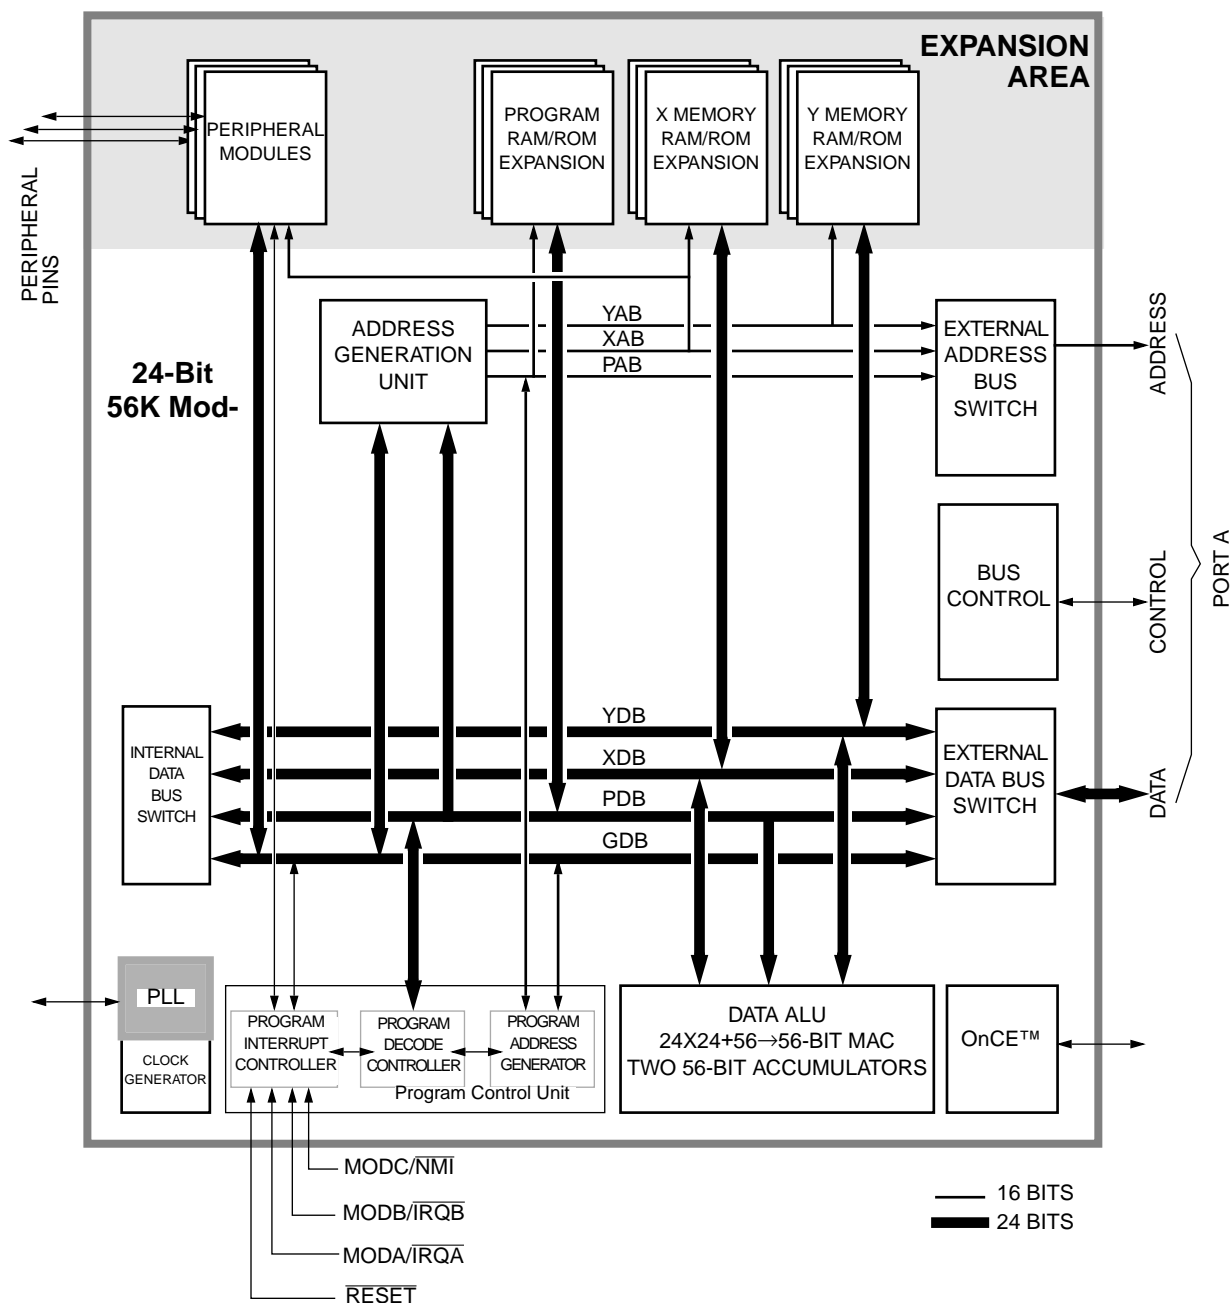 EXPANSION
AREA
PERIPHERAL
MODULES
PROGRAM
RAM/ROM
EXPANSION
X MEMORY
RAM/ROM
EXPANSION
Y MEMORY
RAM/ROM
EXPANSION
PERIPHERAL
PINS
24-Bit
56K Mod-
ADDRESS
GENERATION
UNIT
YAB
XAB
PAB
EXTERNAL
ADDRESS
BUS
SWITCH
ADDRESS
BUS
CONTROL
CONTROL
PORT A
INTERNAL
DATA
BUS
SWITCH
YDB
XDB
PDB
GDB
EXTERNAL
DATA BUS
SWITCH
DATA
PLL
CLOCK
GENERATOR
PROGRAM
INTERRUPT
CONTROLLER
PROGRAM
DECODE
CONTROLLER
PROGRAM
ADDRESS
GENERATOR
Program Control Unit
DATA ALU
24X24+56→56-BIT MAC
TWO 56-BIT ACCUMULATORS
OnCE™
MODC/N̅M̅I̅
MODB/I̅R̅Q̅B̅
MODA/I̅R̅Q̅A̅
R̅E̅S̅E̅T̅
16 BITS
24 BITS